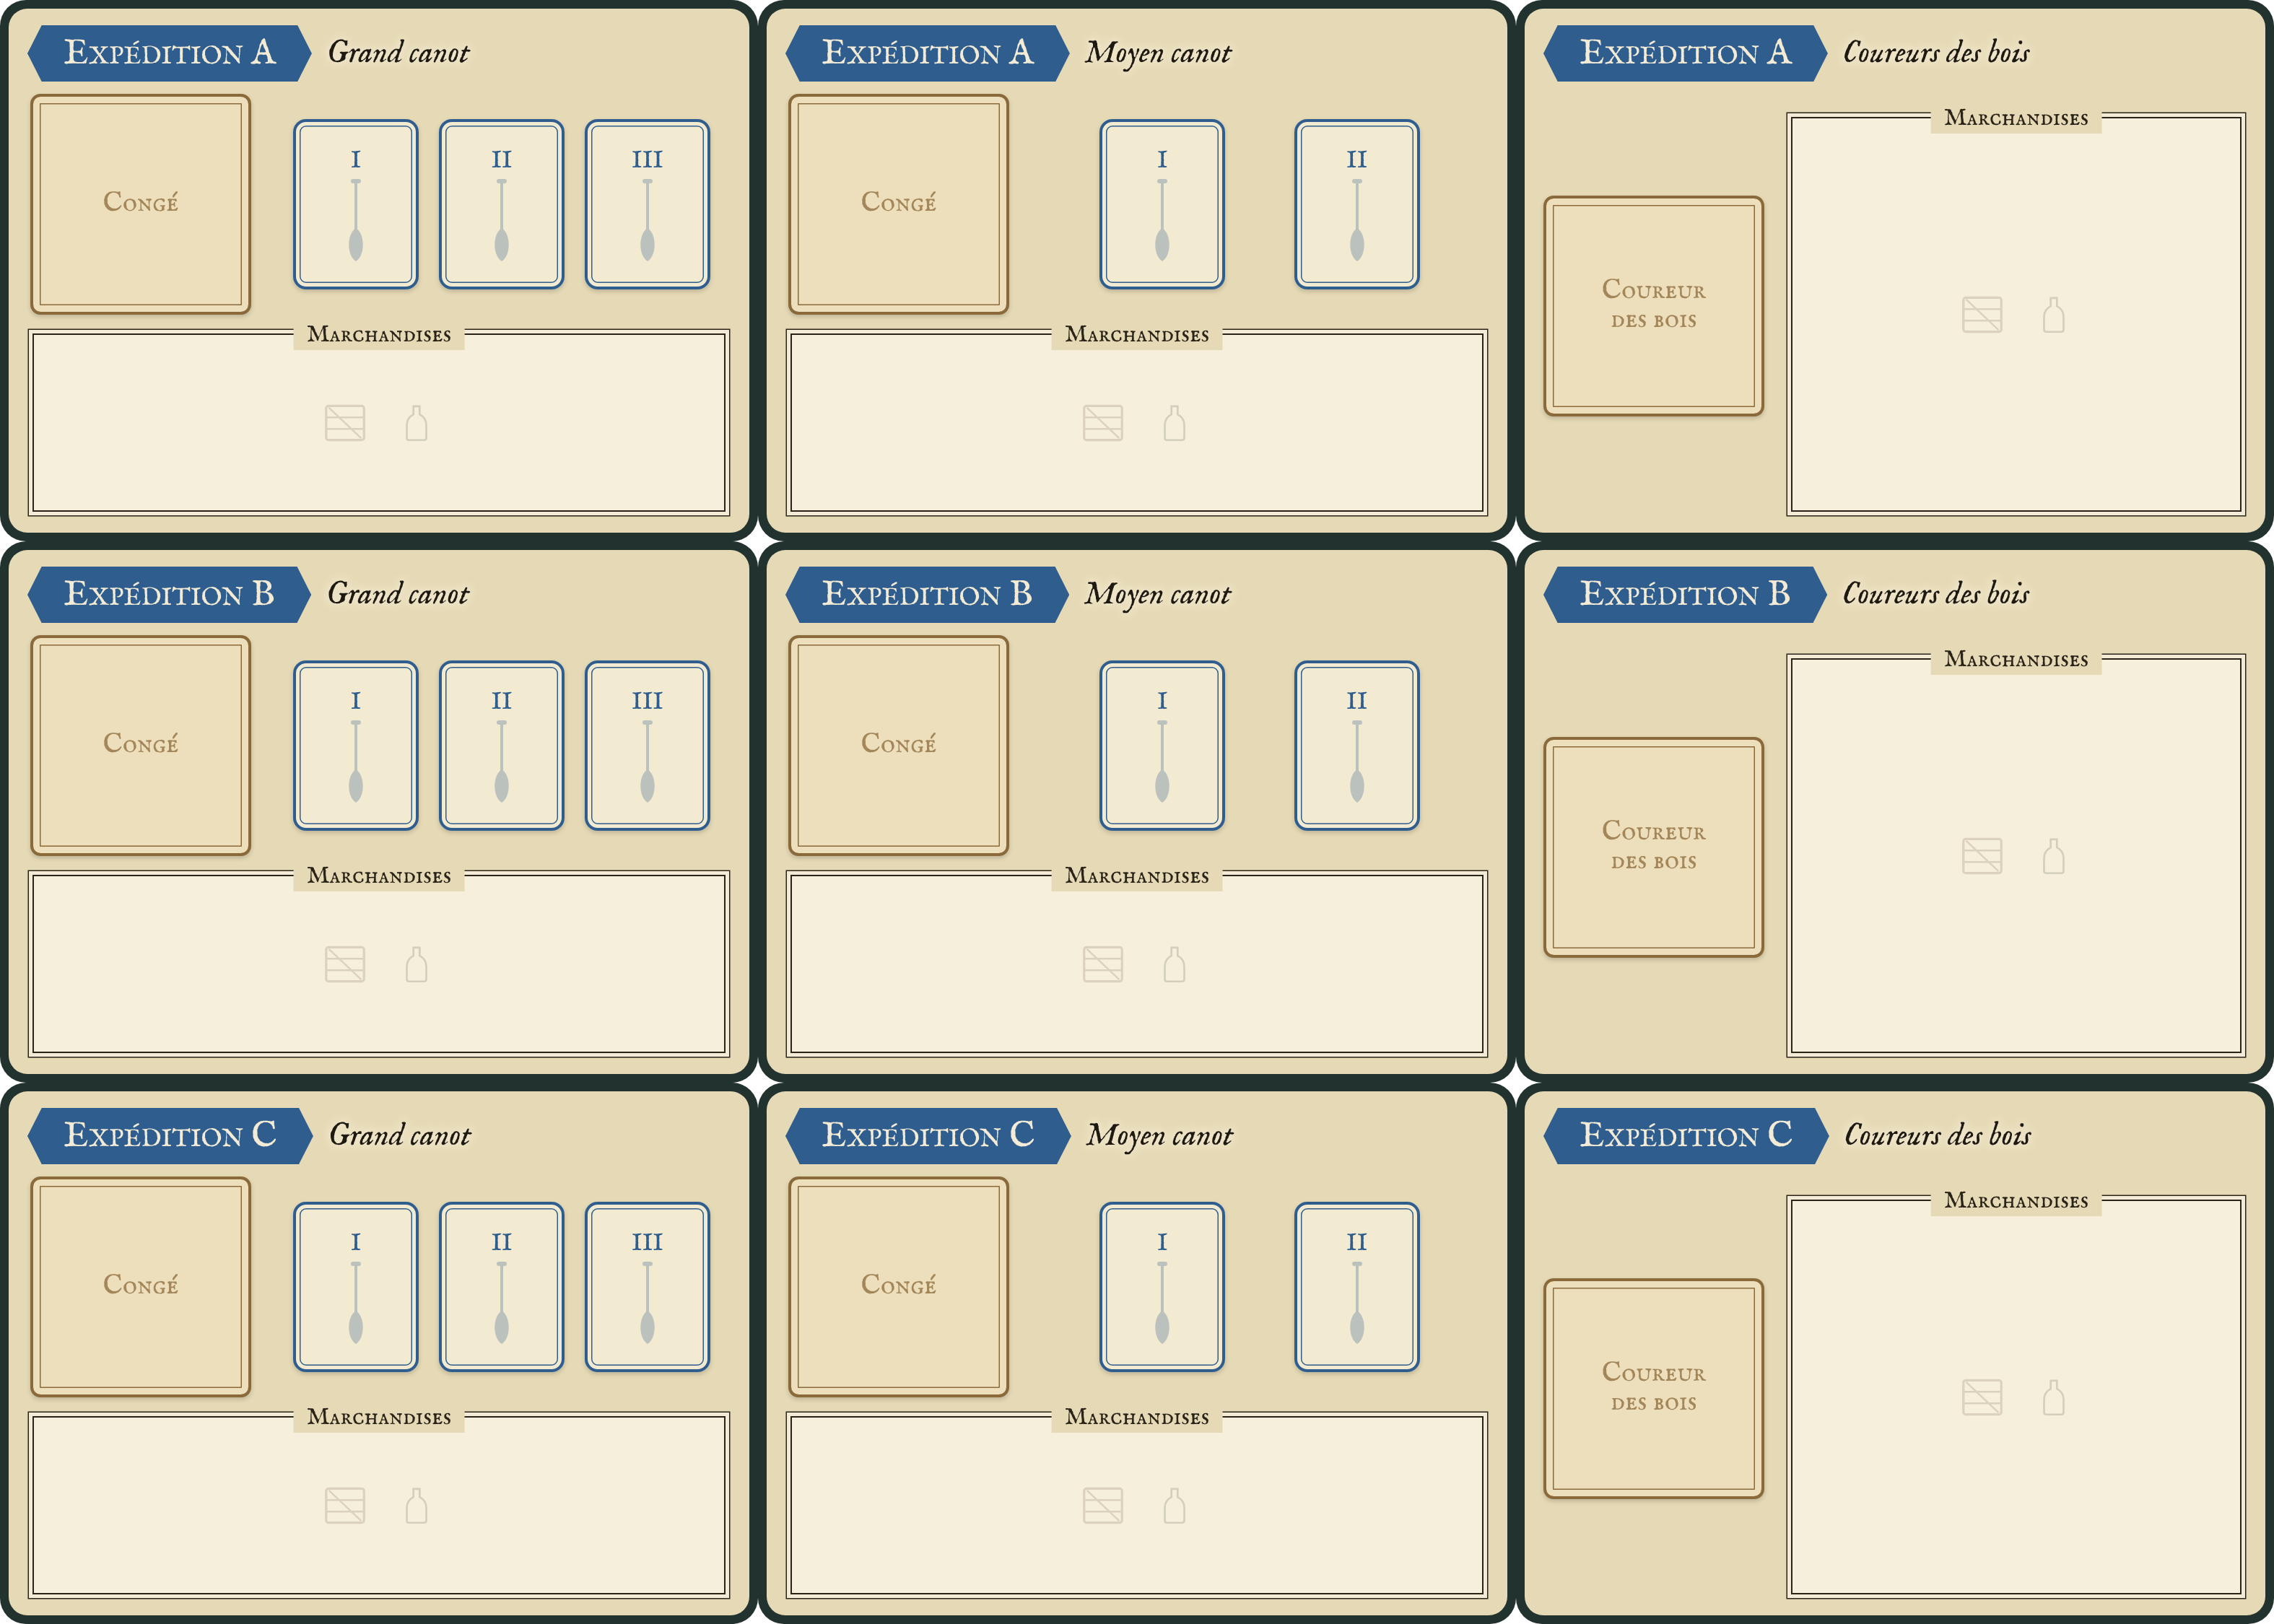 Expédition A Grand canot
Congé
I II III
Marchandises
Expédition A Moyen canot
Congé
I II
Marchandises
Expédition A Coureurs des bois
Marchandises
Coureur
des bois
Expédition B Grand canot
Congé
I II III
Marchandises
Expédition B Moyen canot
Congé
I II
Marchandises
Expédition B Coureurs des bois
Marchandises
Coureur
des bois
Expédition C Grand canot
Congé
I II III
Marchandises
Expédition C Moyen canot
Congé
I II
Marchandises
Expédition C Coureurs des bois
Marchandises
Coureur
des bois